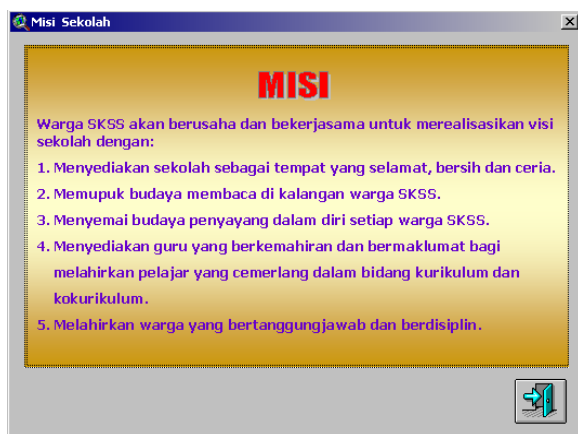 Misi Sekolah
MISI
Warga SKSS akan berusaha dan bekerjasama untuk merealisasikan visi
sekolah dengan:
1. Menyediakan sekolah sebagai tempat yang selamat, bersih dan ceria.
2. Memupuk budaya membaca di kalangan warga SKSS.
3. Menyemai budaya penyayang dalam diri setiap warga SKSS.
4. Menyediakan guru yang berkemahiran dan bermaklumat bagi
melahirkan pelajar yang cemerlang dalam bidang kurikulum dan
kokurikulum.
5. Melahirkan warga yang bertanggungjawab dan berdisiplin.